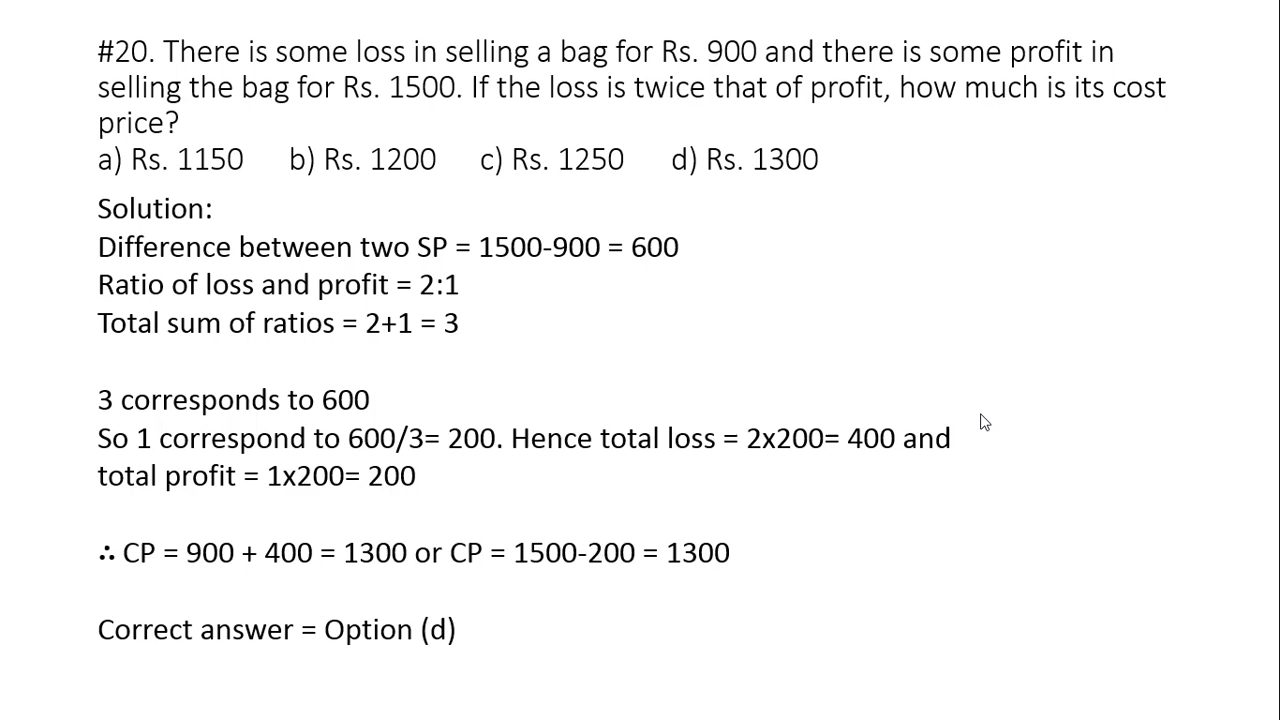 #20. There is some loss in selling a bag for Rs. 900 and there is some profit in
selling the bag for Rs. 1500. If the loss is twice that of profit, how much is its cost
price?
a) Rs. 1150 b) Rs. 1200 c) Rs. 1250 d) Rs. 1300
Solution:
Difference between two SP = 1500-900 = 600
Ratio of loss and profit = 2:1
Total sum of ratios = 2+1 = 3
3 corresponds to 600
So 1 correspond to 600/3= 200. Hence total loss = 2x200= 400 and
total profit = 1x200= 200
∴ CP = 900 + 400 = 1300 or CP = 1500-200 = 1300
Correct answer = Option (d)